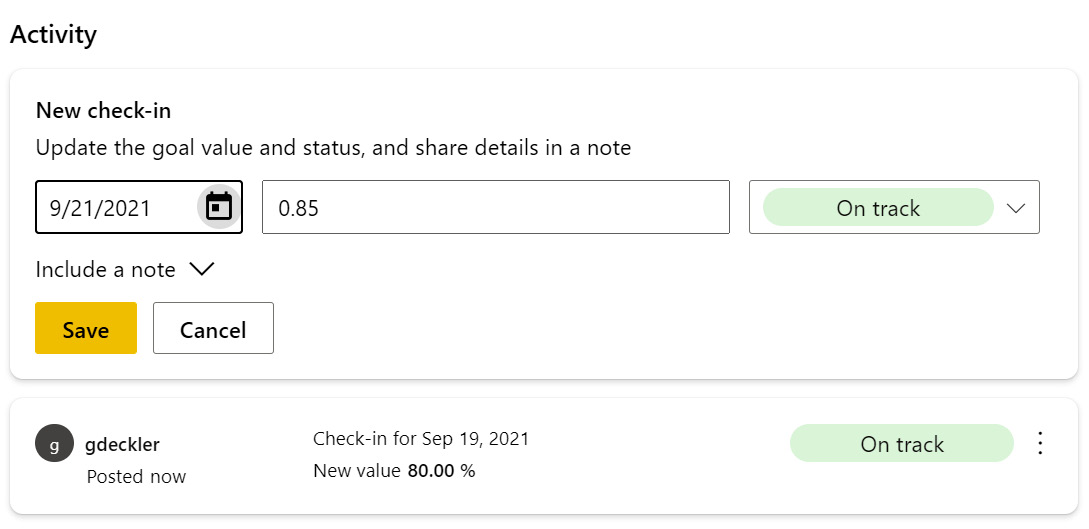 Activity
New check-in
Update the goal value and status, and share details in a note
9/21/2021 0.85 On track
Include a note
Save Cancel
g gdeckler Check-in for Sep 19, 2021 On track
Posted now New value 80.00 %